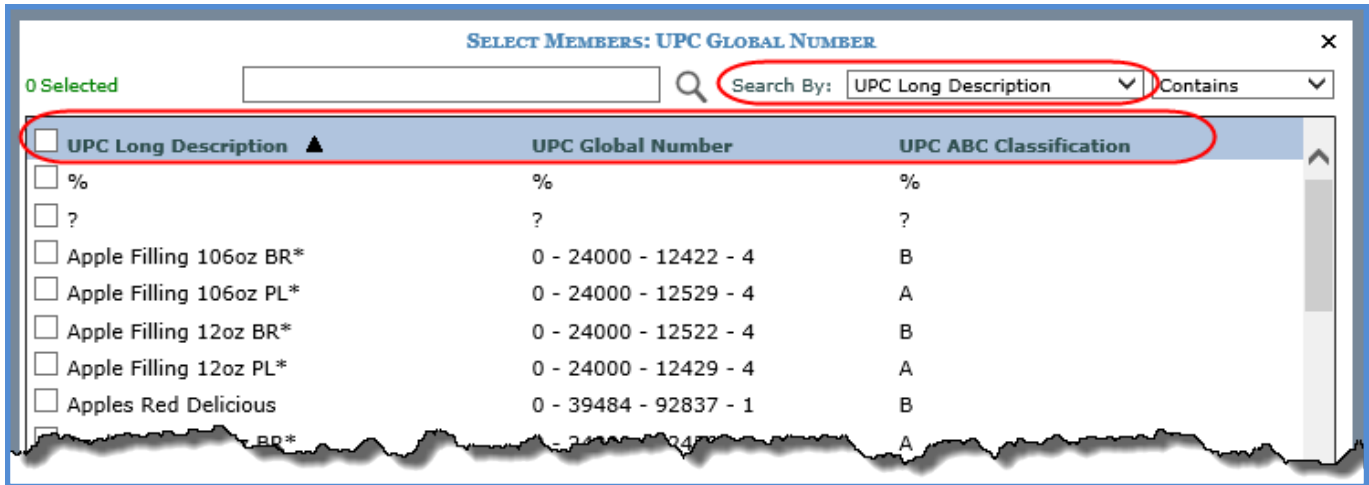 SELECT MEMBERS: UPC GLOBAL NUMBER
0 Selected Search By: UPC Long Description Contains
UPC Long Description ▲ UPC Global Number UPC ABC Classification
% % %
? ? ?
Apple Filling 106oz BR* 0 - 24000 - 12422 - 4 B
Apple Filling 106oz PL* 0 - 24000 - 12529 - 4 A
Apple Filling 12oz BR* 0 - 24000 - 12522 - 4 B
Apple Filling 12oz PL* 0 - 24000 - 12429 - 4 A
Apples Red Delicious 0 - 39484 - 92837 - 1 B
BR* A